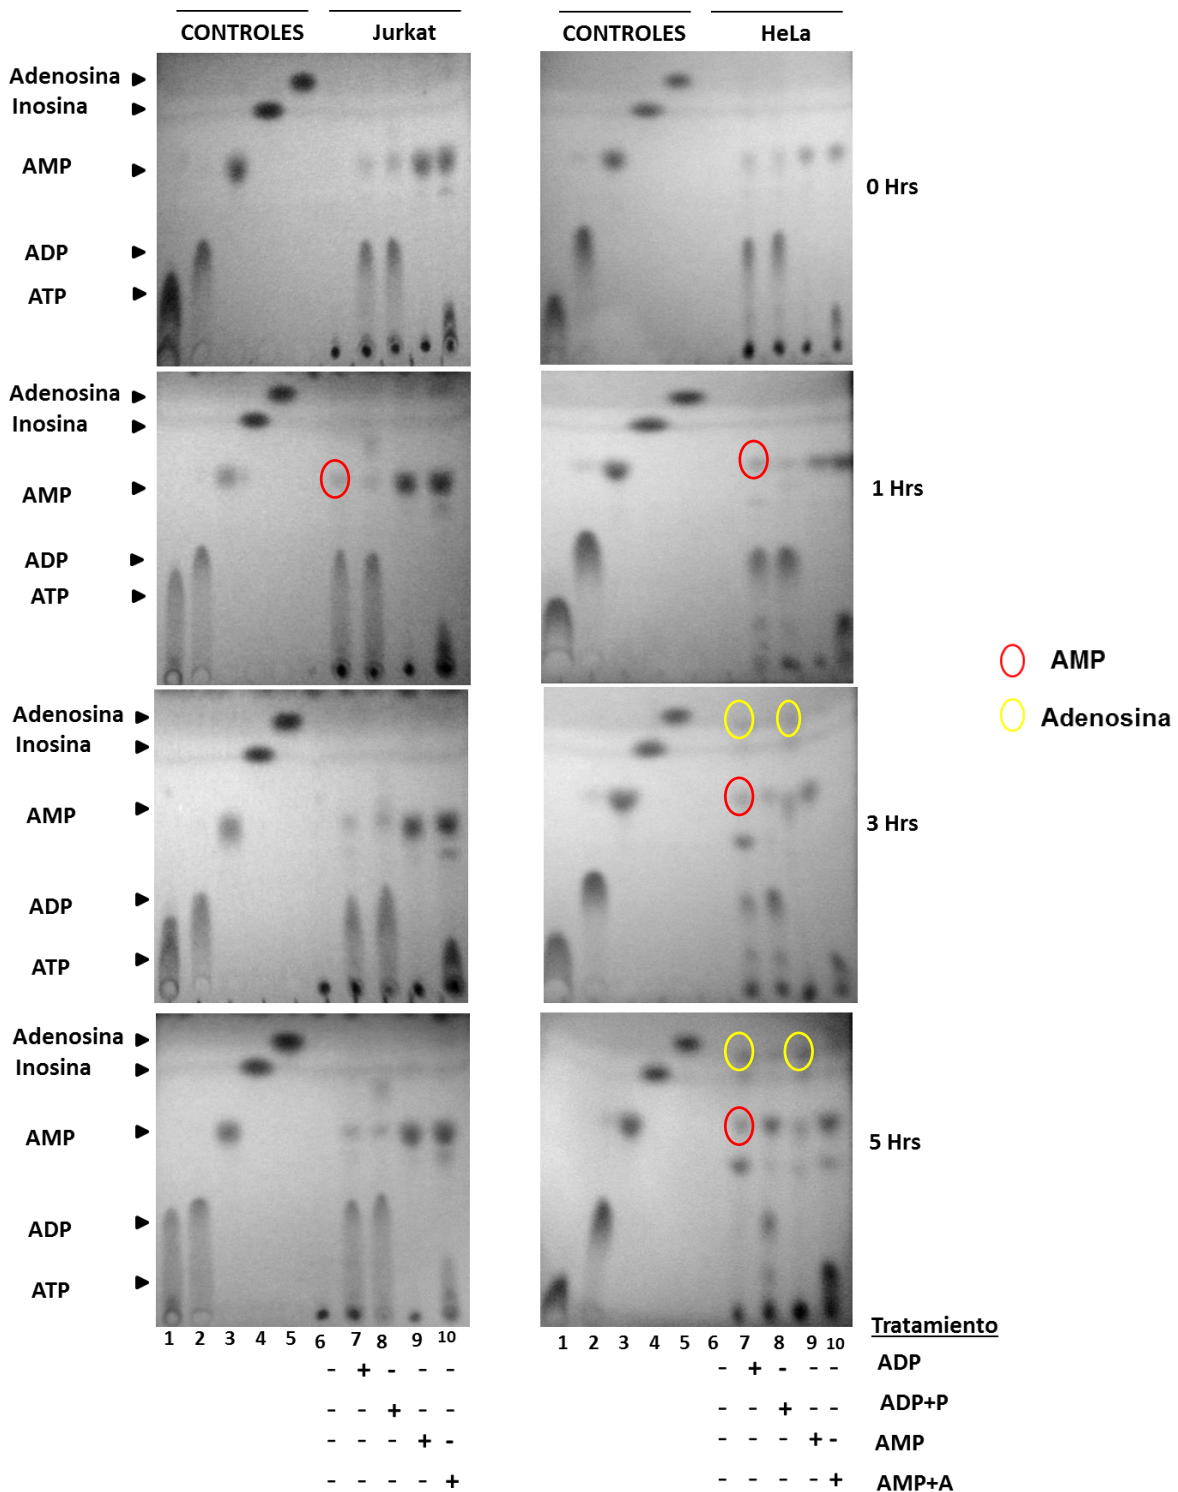 CONTROLES Jurkat CONTROLES HeLa
Adenosina
Inosina
AMP
ADP
ATP
0 Hrs
Adenosina
Inosina
AMP
ADP
ATP
1 Hrs
AMP
Adenosina
Adenosina
Inosina
AMP
ADP
ATP
3 Hrs
Adenosina
Inosina
AMP
ADP
ATP
5 Hrs
1 2 3 4 5 6 7 8 9 10 1 2 3 4 5 6 7 8 9 10
Tratamiento
- + - - - - + - - - ADP
- - + - - - - + - - ADP+P
- - - + - - - - + - AMP
- - - - + - - - - + AMP+A